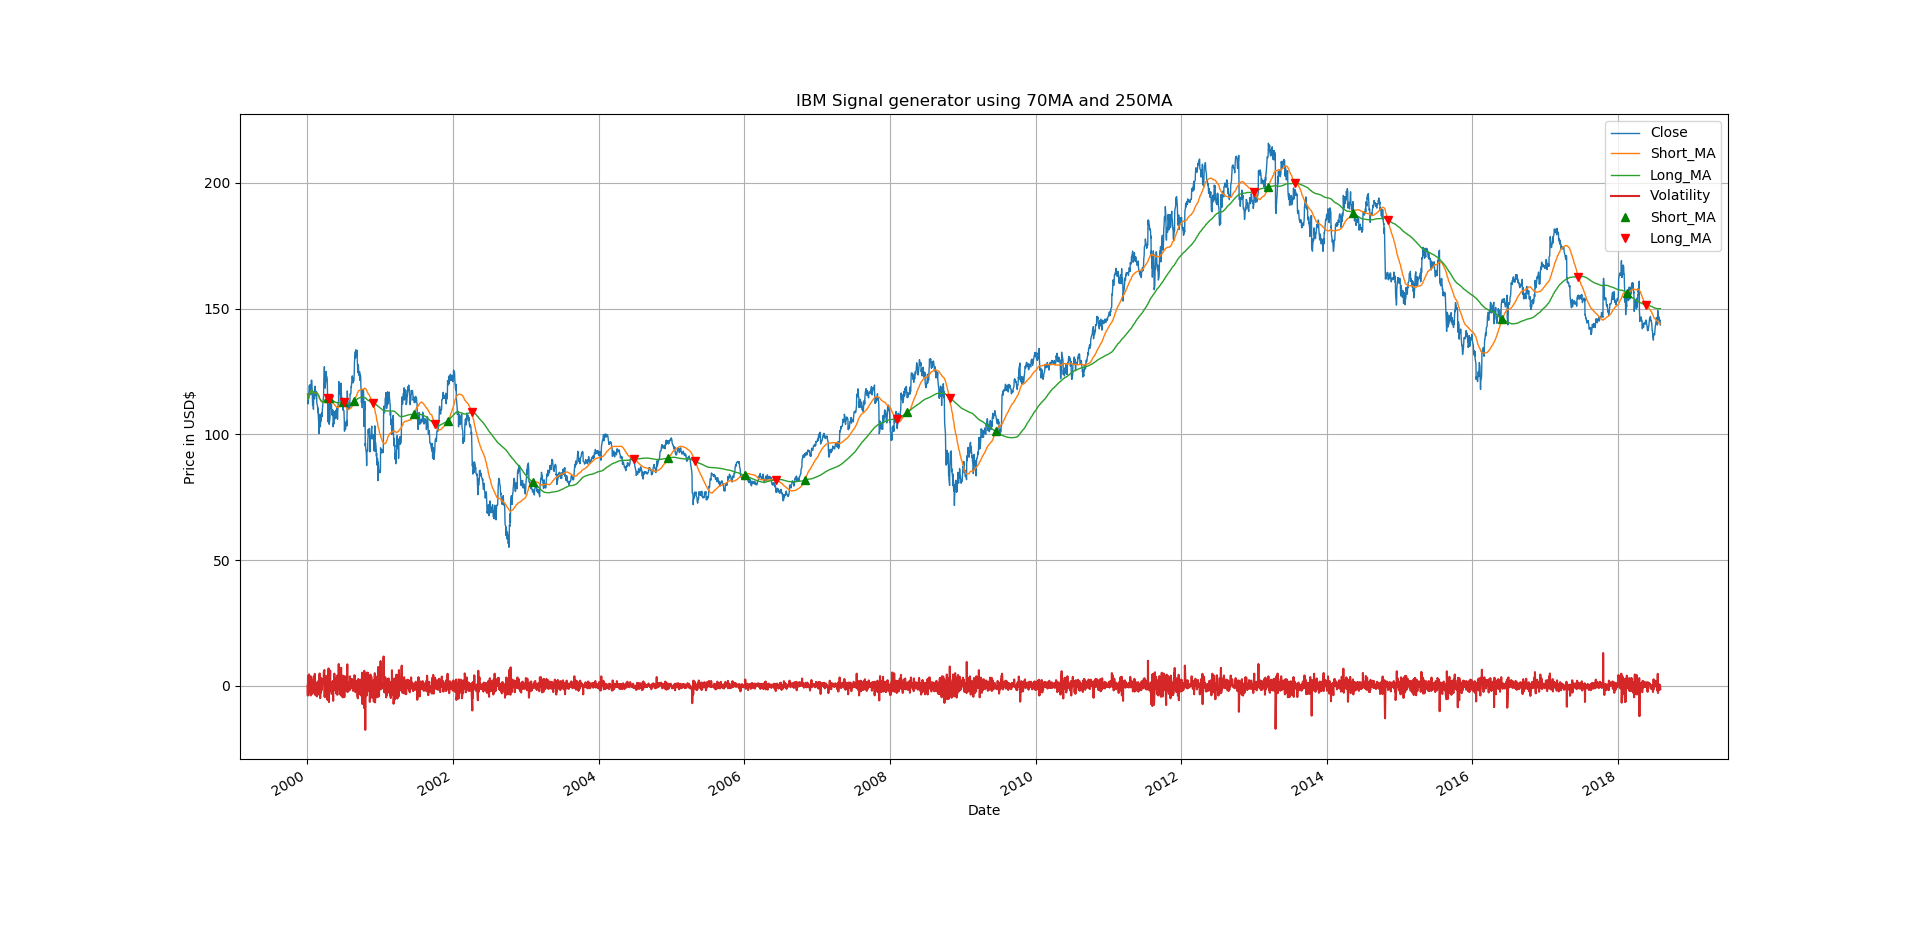 IBM Signal generator using 70MA and 250MA
Close
Short_MA
Long_MA
Volatility
Short_MA
Long_MA
Price in USD$
200
150
100
50
0
2000 2002 2004 2006 2008 2010 2012 2014 2016 2018
Date